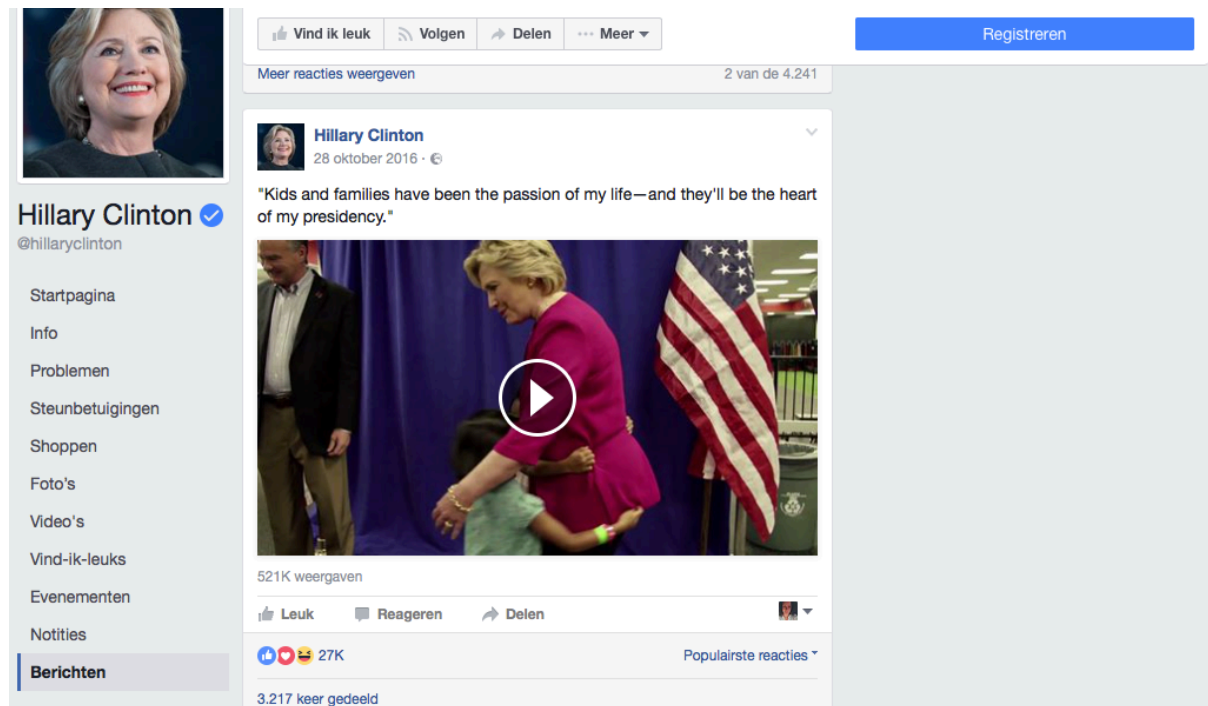 Vind ik leuk
Volgen
Delen
Meer
Registreren
Meer reacties weergeven
2 van de 4.241
Hillary Clinton
@hillaryclinton
Startpagina
Info
Problemen
Steunbetuigingen
Shoppen
Foto's
Video's
Vind-ik-leuks
Evenementen
Notities
Berichten
Hillary Clinton
28 oktober 2016 ·
"Kids and families have been the passion of my life—and they'll be the heart
of my presidency."
521K weergaven
Leuk
Reageren
Delen
27K
Populairste reacties
3.217 keer gedeeld